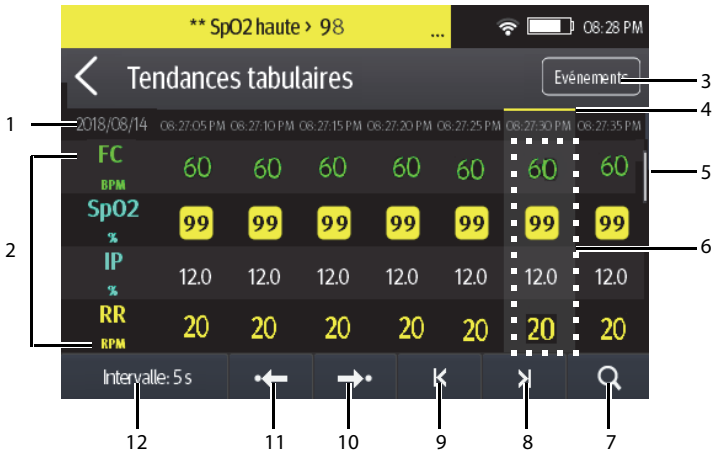 ** SpO2 haute > 98 ... 08:28 PM
Tendances tabulaires Evénements
3
4
1
2018/08/14 08:27:05 PM 08:27:10 PM 08:27:15 PM 08:27:20 PM 08:27:25 PM 08:27:30 PM 08:27:35 PM
FC 60 60 60 60 60 60 60
BPM
5
SpO2 99 99 99 99 99 99 99
%
2
6
IP 12.0 12.0 12.0 12.0 12.0 12.0 12.0
%
RR 20 20 20 20 20 20 20
RPM
Intervalle: 5 s
12 11 10 9 8 7